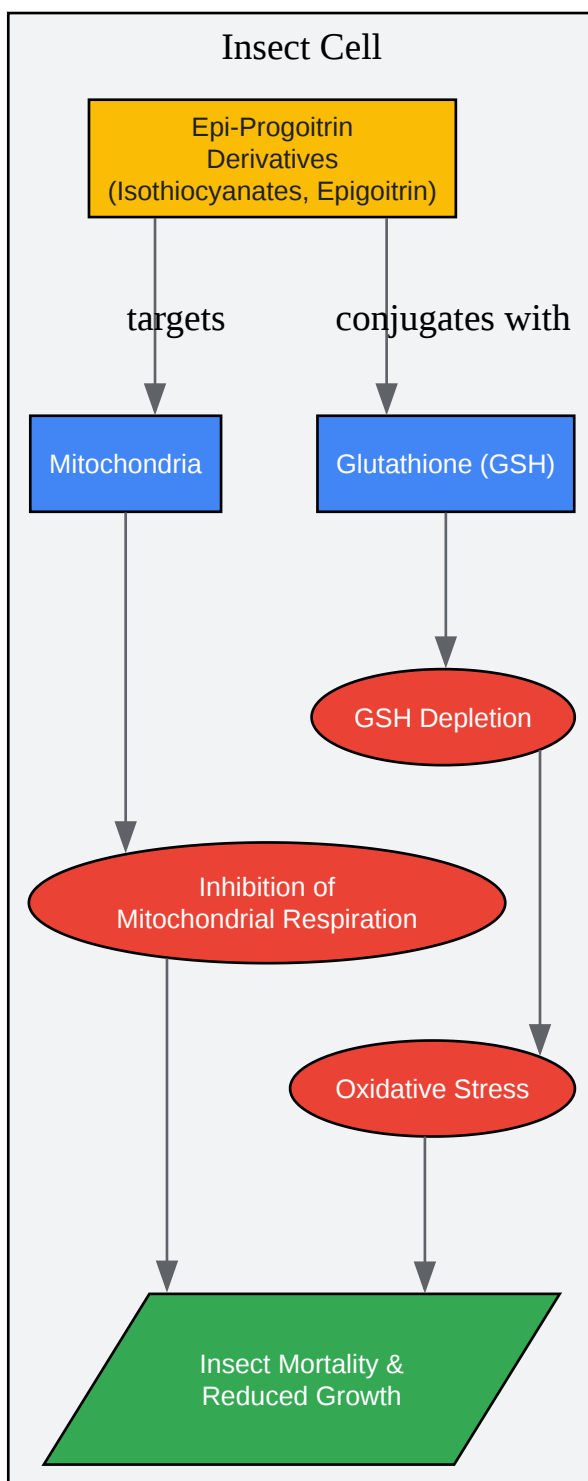 Insect Cell
Epi-Progoitrin
Derivatives
(Isothiocyanates, Epigoitrin)
targets
conjugates with
Mitochondria
Glutathione (GSH)
GSH Depletion
Inhibition of
Mitochondrial Respiration
Oxidative Stress
Insect Mortality &
Reduced Growth